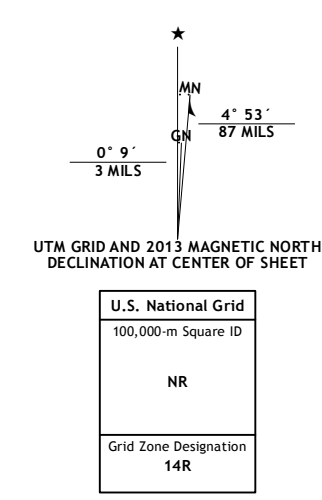 ★
MN
4° 53´
87 MILS
GN
0° 9´
3 MILS
UTM GRID AND 2013 MAGNETIC NORTH
DECLINATION AT CENTER OF SHEET
U.S. National Grid
100,000-m Square ID
NR
Grid Zone Designation
14R